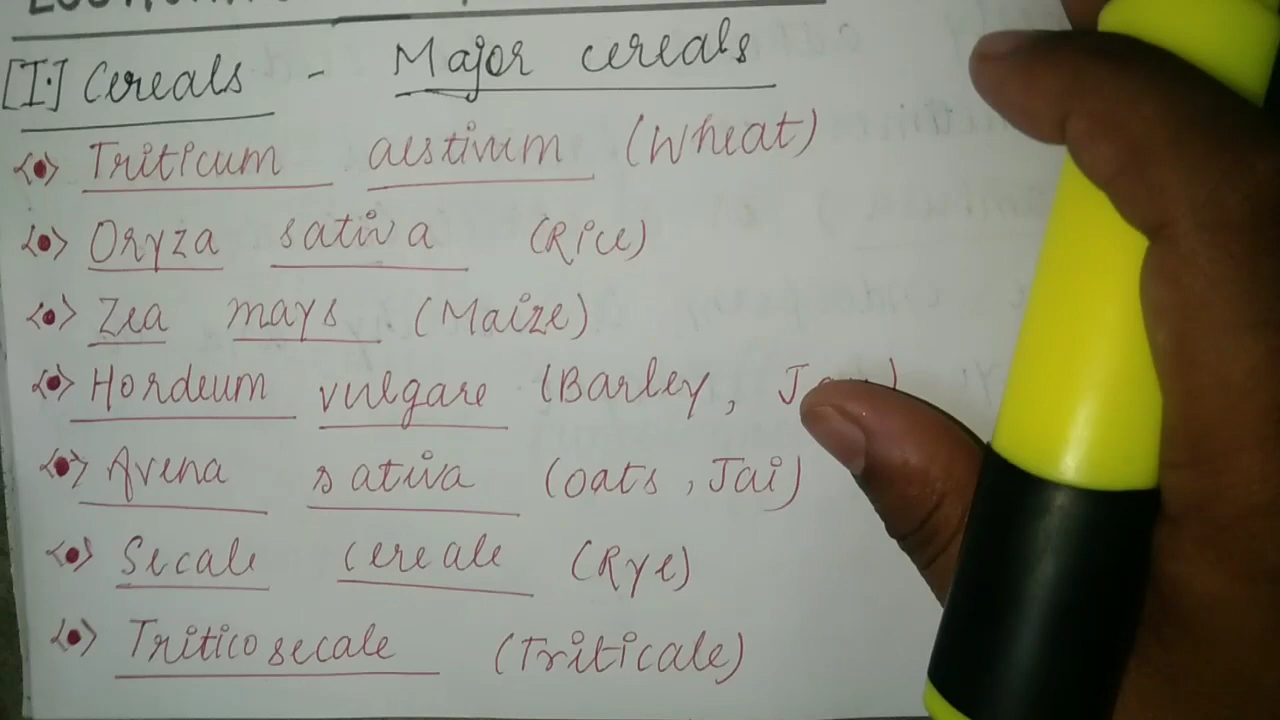 [I.] Cereals - Major cereals
<•> Triticum aestivum (Wheat)
<•> Oryza sativa (Rice)
<•> Zea mays (Maize)
<•> Hordeum vulgare (Barley,
<•> Avena sativa (oats, Jai)
<•> Secale cereale (Rye)
<•> Triticosecale (Triticale)